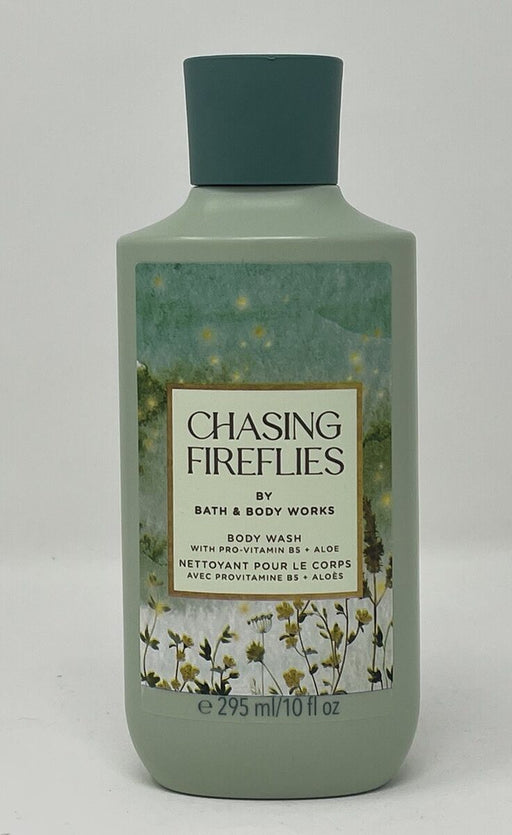 CHASING
FIREFLIES
BY
BATH & BODY WORKS
BODY WASH
WITH PRO-VITAMIN B5 + ALOE
NETTOYANT POUR LE CORPS
AVEC PROVITAMINE B5 + ALOÈS
℮ 295 ml/10 fl oz